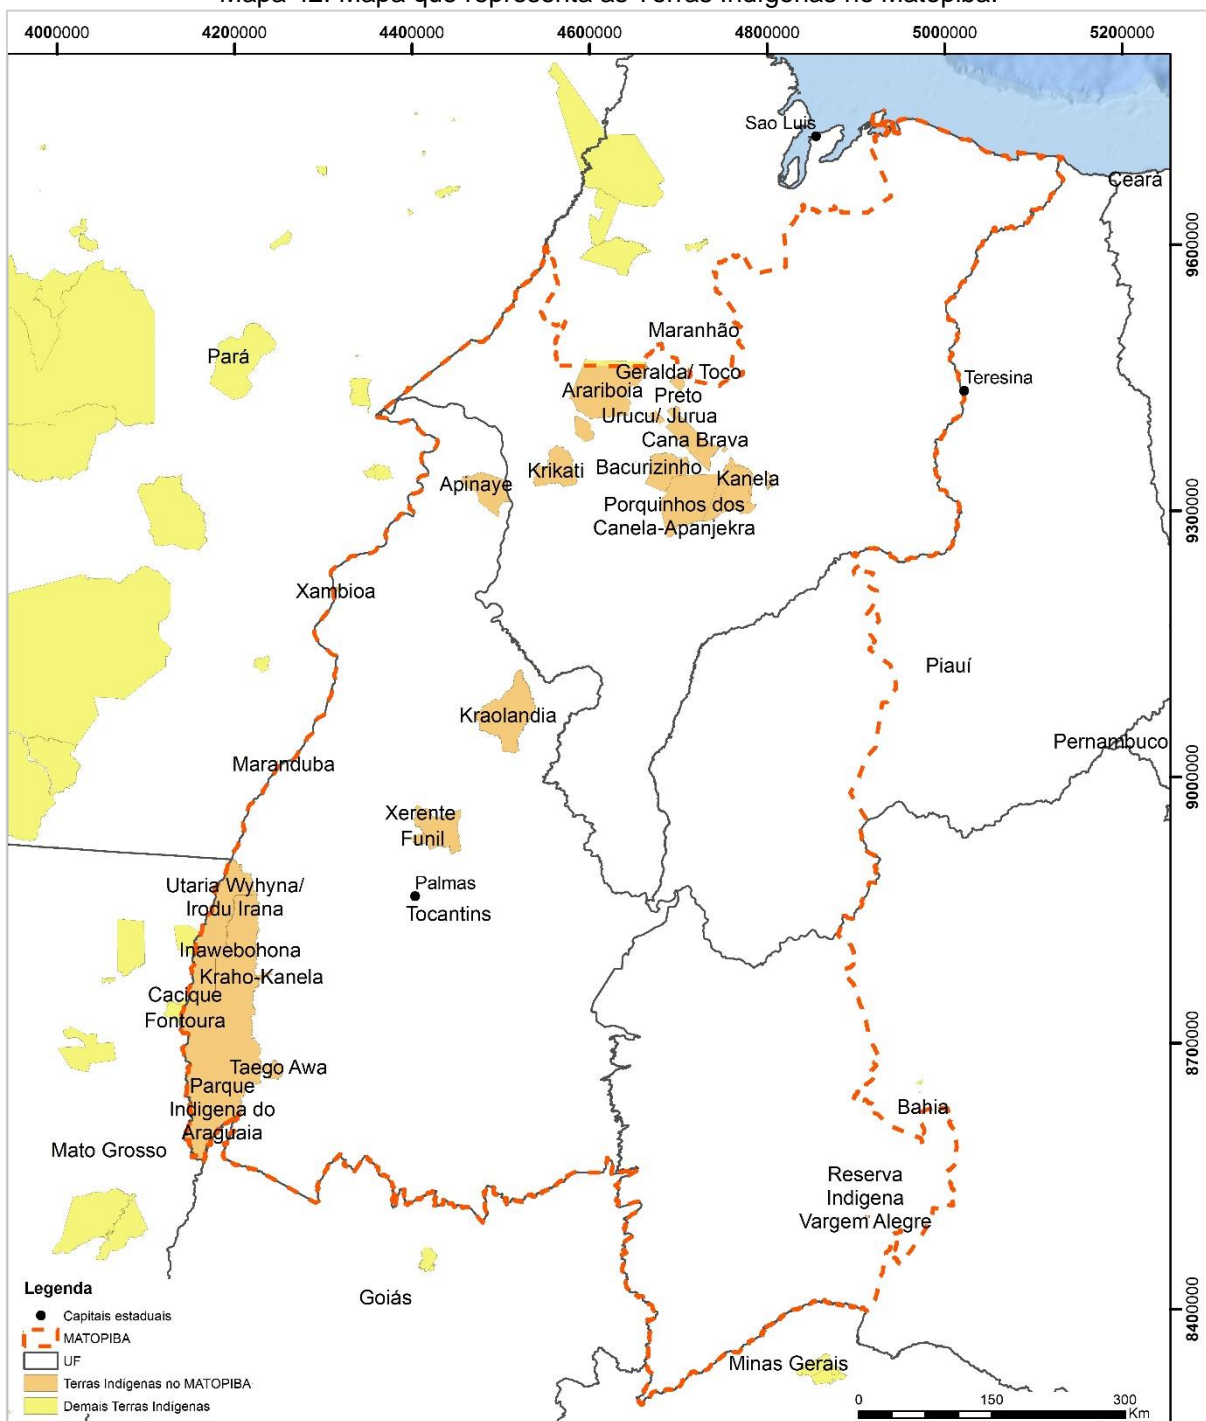 Mapa 42: Mapa que representa as Terras Indígenas no Matopiba.
4000000 4200000 4400000 4600000 4800000 5000000 5200000
Sao Luis
Ceará
9600000
Maranhão
Pará
Geralda/ Toco
Preto
Arariboia
Teresina
Urucu/ Jurua
Cana Brava
Bacurizinho
Krikati
Kanela
Apinaye
Porquinhos dos
Canela-Apanjekra
9300000
Xambioa
Piauí
Kraolandia
Pernambuco
Maranduba
9000000
Xerente
Funil
Palmas
Tocantins
Utaria Wyhyna/
Irodu Irana
Inawebohona
Kraho-Kanela
Cacique
Fontoura
8700000
Taego Awa
Parque
Indigena do
Araguaia
Bahia
Mato Grosso
Reserva
Indigena
Vargem Alegre
Goiás
8400000
Minas Gerais
Legenda
Capitais estaduais
MATOPIBA
UF
Terras Indígenas no MATOPIBA
Demais Terras Indígenas
0 150 300
Km